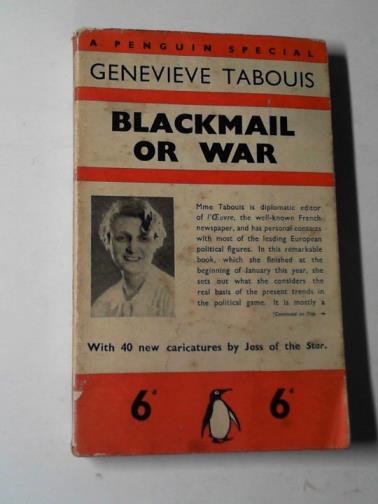 A PENGUIN SPECIAL
GENEVIEVE TABOUIS
BLACKMAIL
OR WAR
Mme Tabouis is diplomatic editor
of l'Œuvre, the well-known French
newspaper, and has personal contacts
with most of the leading European
political figures. In this remarkable
book, which she finished at the
beginning of January this year, she
sets out what she considers the
real basis of the present trends in
the political game. It is mostly a
(Continued on flap
With 40 new caricatures by Joss of the Star.
6d 6d